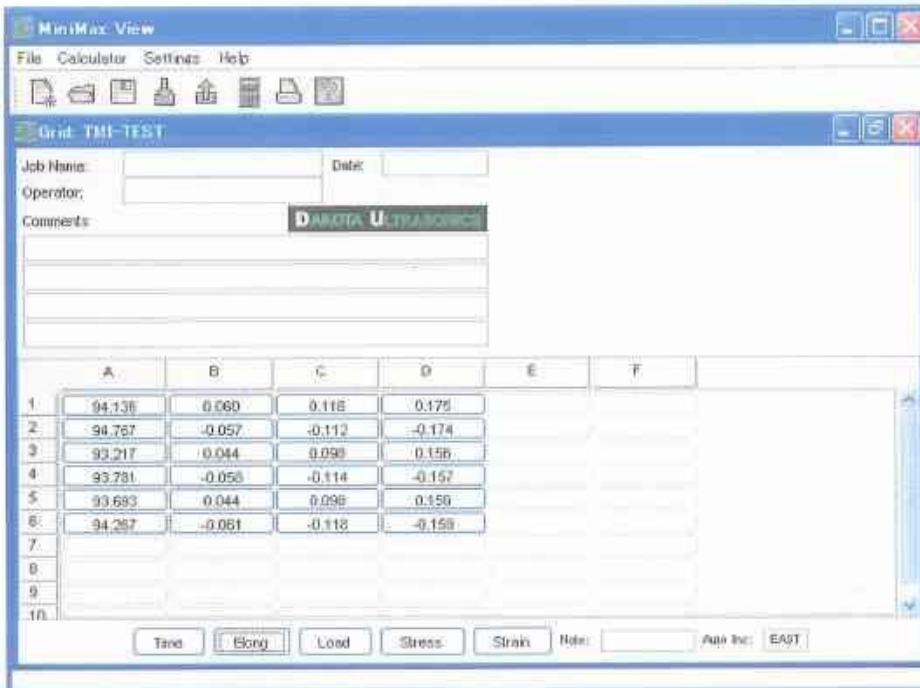 MiniMax View
File Calculator Settings Help
Grid: TMI-TEST
Job Name:
Date:
Operator:
Comments
DAKOTA ULTRASONICS
A B C D E F
1 94.136 0.060 0.116 0.176
2 94.767 -0.057 -0.112 -0.174
3 93.217 0.044 0.098 0.156
4 93.781 -0.058 -0.114 -0.157
5 93.683 0.044 0.098 0.156
6 94.267 -0.061 -0.118 -0.159
7
8
9
10
Time Elong Load Stress Strain Note: Auto Inc: EAST